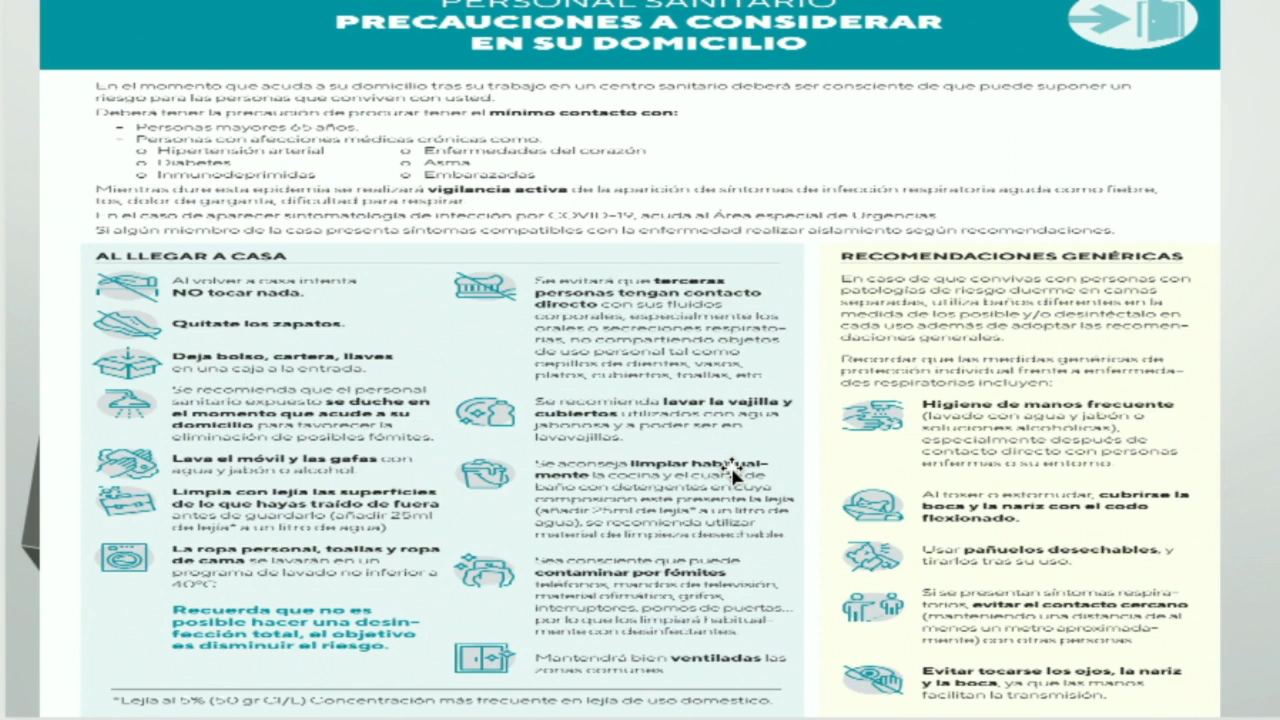 PERSONAL SANITARIO
PRECAUCIONES A CONSIDERAR
EN SU DOMICILIO
En el momento que acuda a su domicilio tras su trabajo en un centro sanitario deberá ser consciente de que puede suponer un
riesgo para las personas que conviven con usted.
Deberá tener la precaución de procurar tener el mínimo contacto con:
- Personas mayores 65 años.
- Personas con afecciones médicas crónicas como:
o Hipertensión arterial
o Diabetes
o Inmunodeprimidas
o Enfermedades del corazón
o Asma
o Embarazadas
Mientras dure esta epidemia se realizará vigilancia activa de la aparición de síntomas de infección respiratoria aguda como fiebre,
tos, dolor de garganta, dificultad para respirar.
En el caso de aparecer sintomatología de infección por COVID-19, acuda al Área especial de Urgencias
Si algún miembro de la casa presenta síntomas compatibles con la enfermedad realizar aislamiento según recomendaciones.
AL LLEGAR A CASA
Al volver a casa intenta
NO tocar nada.
Quítate los zapatos.
Deja bolso, cartera, llaves
en una caja a la entrada.
Se recomienda que el personal
sanitario expuesto se duche en
el momento que acude a su
domicilio para favorecer la
eliminación de posibles fómites.
Lava el móvil y las gafas con
agua y jabón o alcohol.
Limpia con lejía las superficies
de lo que hayas traído de fuera
antes de guardarlo (añadir 25ml
de lejía* a un litro de agua)
La ropa personal, toallas y ropa
de cama se lavarán en un
programa de lavado no inferior a
40ºC.
Recuerda que no es
posible hacer una desin-
fección total, el objetivo
es disminuir el riesgo.
Se evitará que terceras
personas tengan contacto
directo con sus fluidos
corporales, especialmente los
orales o secreciones respirato-
rias, no compartiendo objetos
de uso personal tal como
cepillos de dientes, vasos,
platos, cubiertos, toallas, etc.
Se recomienda lavar la vajilla y
cubiertos utilizados con agua
jabonosa y a poder ser en
lavavajillas.
Se aconseja limpiar habitual-
mente la cocina y el cuarto de
baño con detergentes en cuya
composición esté presente la lejía
(añadir 25ml de lejía* a un litro de
agua), se recomienda utilizar
material de limpieza desechable.
Sea consciente que puede
contaminar por fómites
teléfonos, mandos de televisión,
material ofimático, grifos,
interruptores, pomos de puertas...
por lo que los limpiará habitual-
mente con desinfectantes.
Mantendrá bien ventiladas las
zonas comunes
*Lejía al 5% (50 gr Cl/L) Concentración más frecuente en lejía de uso domestico.
RECOMENDACIONES GENÉRICAS
En caso de que convivas con personas con
patologías de riesgo duerme en camas
separadas, utiliza baños diferentes en la
medida de los posible y/o desinféctalo en
cada uso además de adoptar las recomen-
daciones generales.
Recordar que las medidas genéricas de
protección individual frente a enfermeda-
des respiratorias incluyen:
Higiene de manos frecuente
(lavado con agua y jabón o
soluciones alcohólicas),
especialmente después de
contacto directo con personas
enfermas o su entorno.
Al toser o estornudar, cubrirse la
boca y la nariz con el codo
flexionado.
Usar pañuelos desechables, y
tirarlos tras su uso.
Si se presentan síntomas respira-
torios, evitar el contacto cercano
(manteniendo una distancia de al
menos un metro aproximada-
mente) con otras personas
Evitar tocarse los ojos, la nariz
y la boca, ya que las manos
facilitan la transmisión.